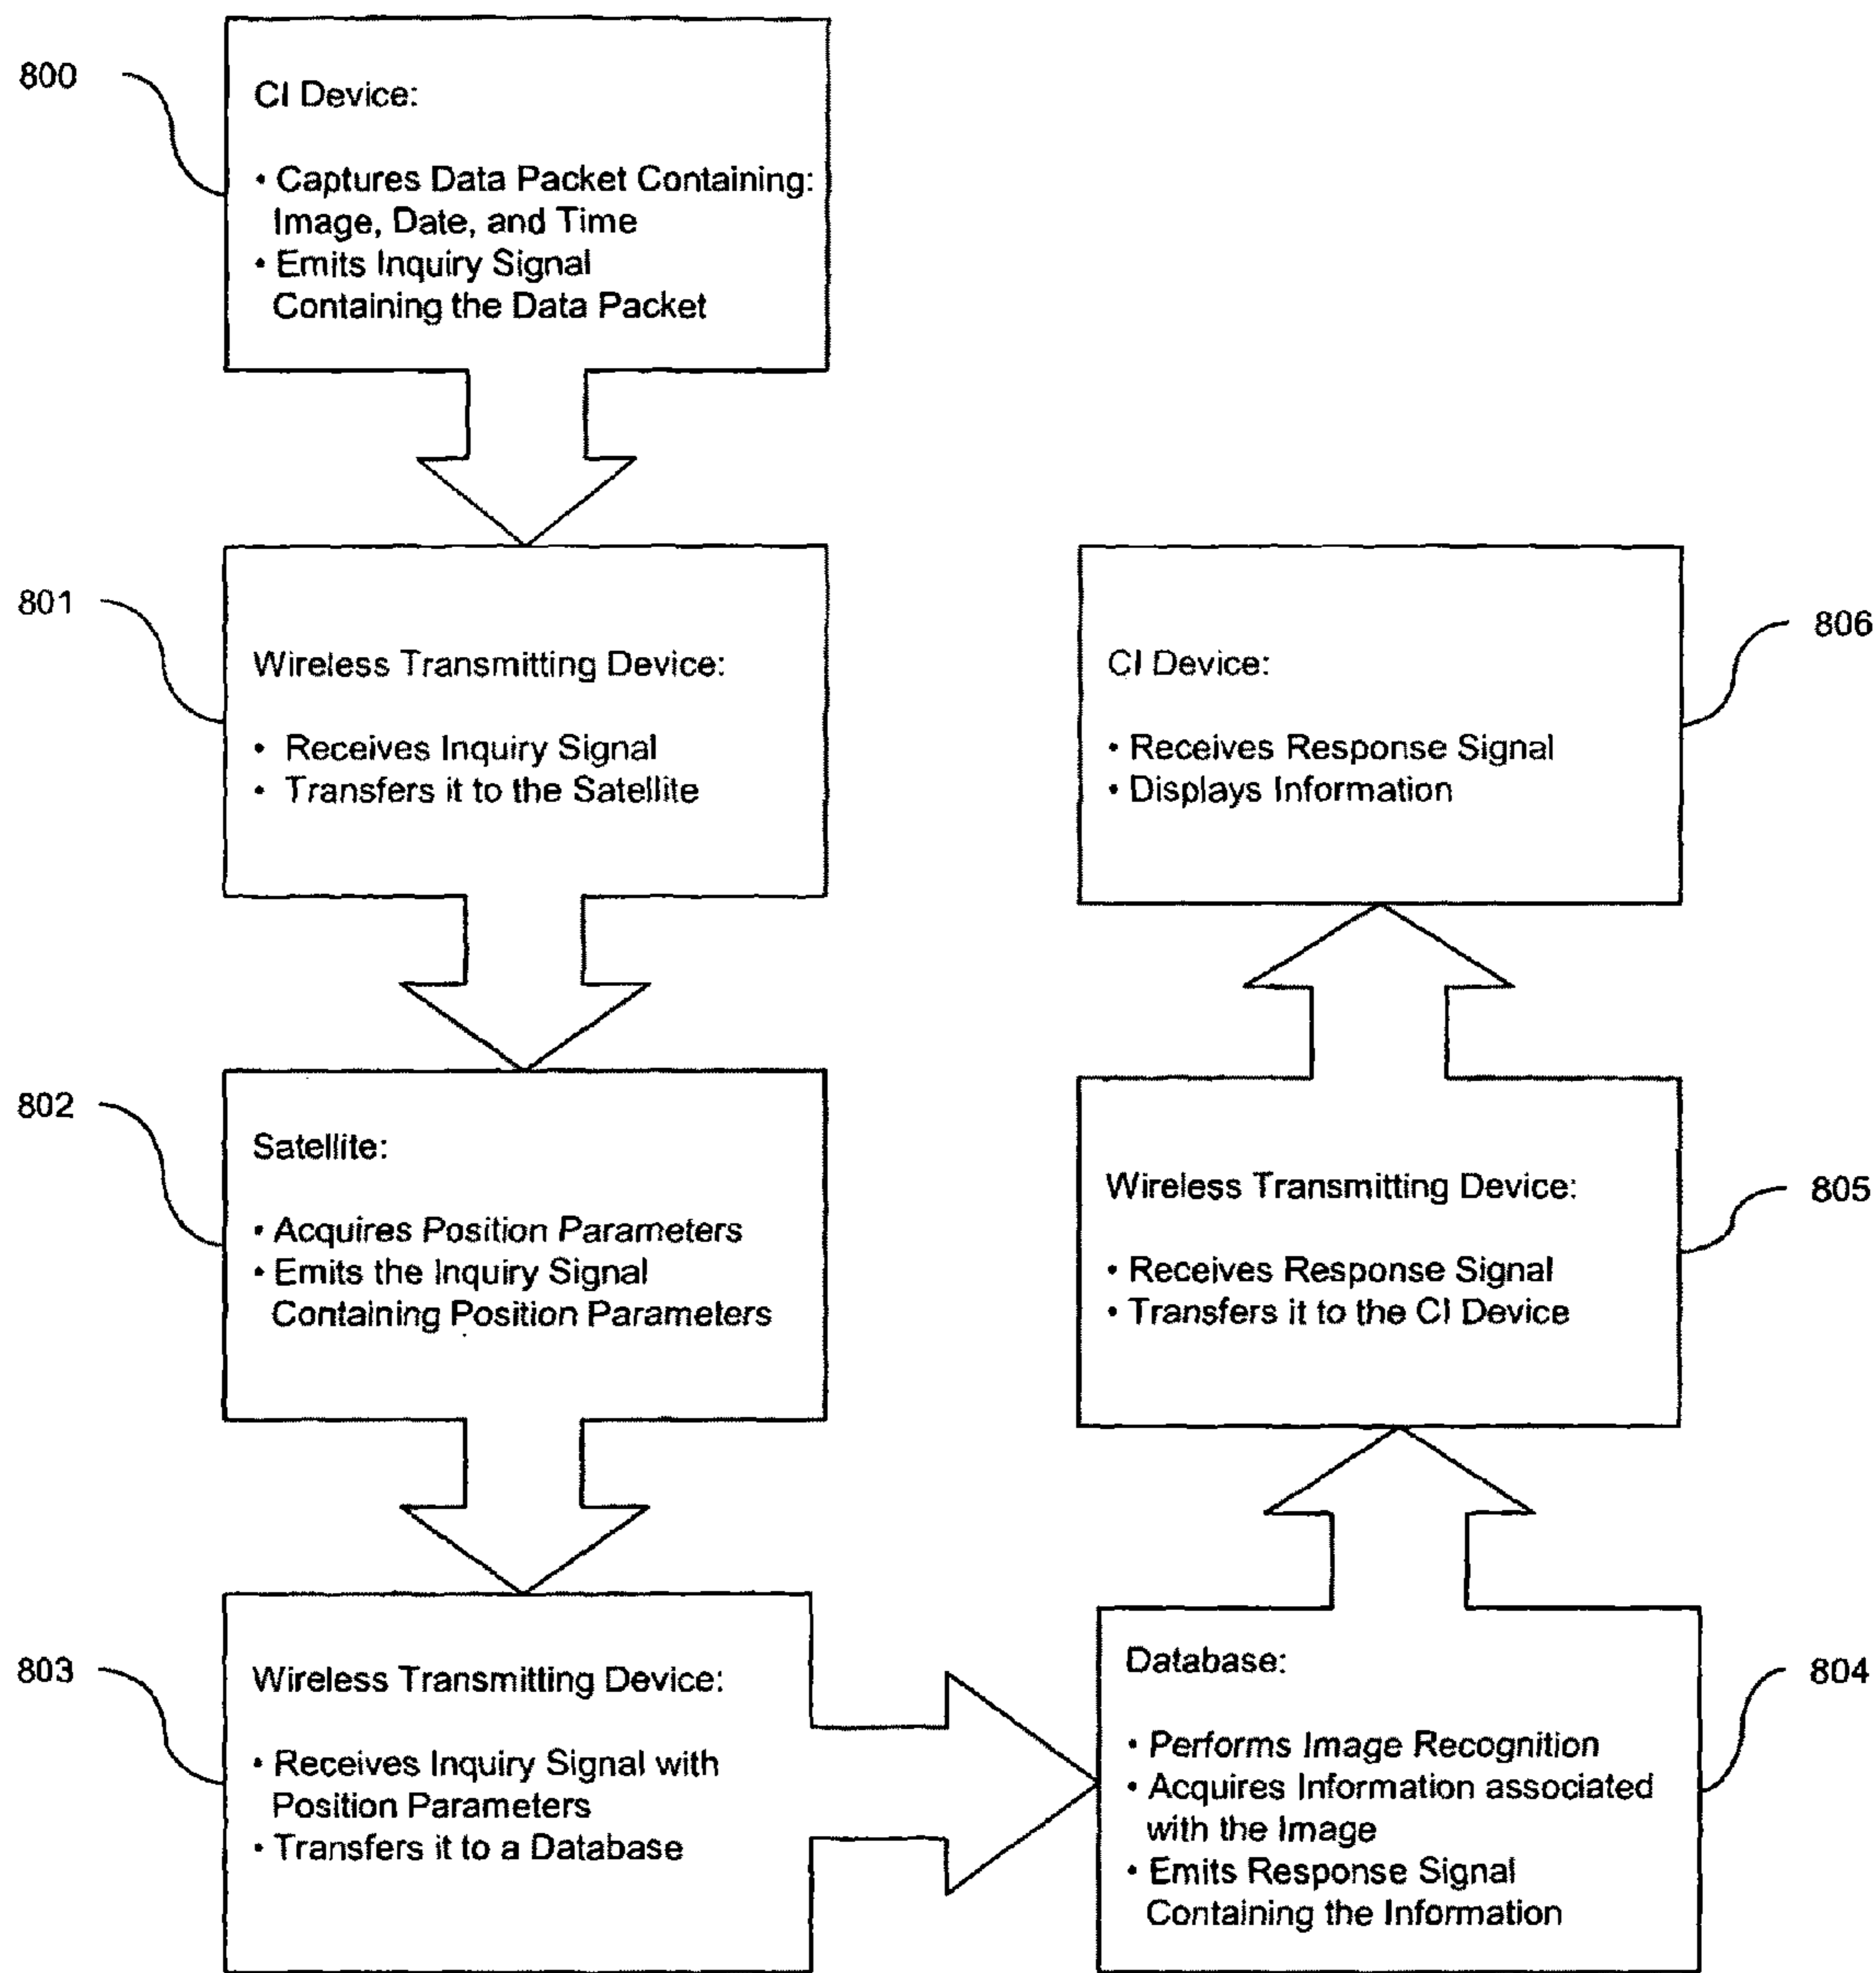 800
CI Device:
• Captures Data Packet Containing:
Image, Date, and Time
• Emits Inquiry Signal
Containing the Data Packet
801
Wireless Transmitting Device:
• Receives Inquiry Signal
• Transfers it to the Satellite
802
Satellite:
• Acquires Position Parameters
• Emits the Inquiry Signal
Containing Position Parameters
803
Wireless Transmitting Device:
• Receives Inquiry Signal with
Position Parameters
• Transfers it to a Database
804
Database:
• Performs Image Recognition
• Acquires Information associated
with the Image
• Emits Response Signal
Containing the Information
805
Wireless Transmitting Device:
• Receives Response Signal
• Transfers it to the CI Device
806
CI Device:
• Receives Response Signal
• Displays Information